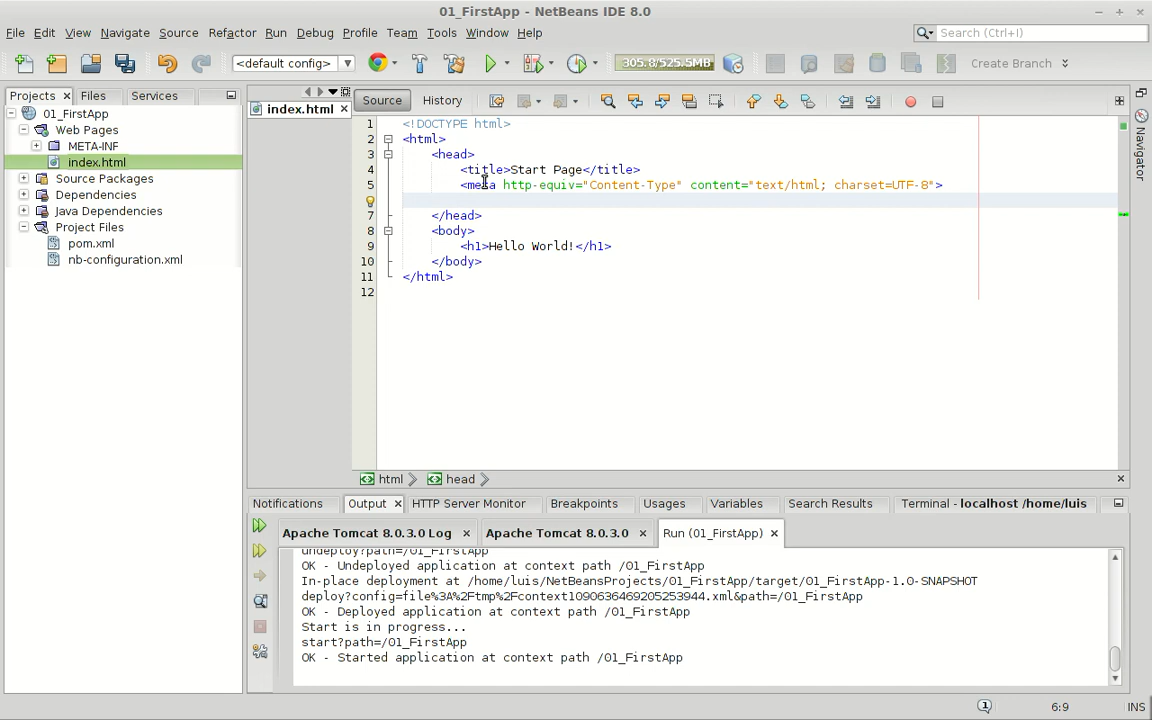 01_FirstApp - NetBeans IDE 8.0
File Edit View Navigate Source Refactor Run Debug Profile Team Tools Window Help
Search (Ctrl+I)
<default config>
305.8/525.5MB
Create Branch
Projects Files Services
01_FirstApp
Web Pages
META-INF
index.html
Source Packages
Dependencies
Java Dependencies
Project Files
pom.xml
nb-configuration.xml
index.html
Source History
Navigator
1 <!DOCTYPE html>
2 <html>
3 <head>
4 <title>Start Page</title>
5 <meta http-equiv="Content-Type" content="text/html; charset=UTF-8">
7 </head>
8 <body>
9 <h1>Hello World!</h1>
10 </body>
11 </html>
12
html head
Notifications Output HTTP Server Monitor Breakpoints Usages Variables Search Results Terminal - localhost /home/luis
Apache Tomcat 8.0.3.0 Log Apache Tomcat 8.0.3.0 Run (01_FirstApp)
undeploy?path=/01_FirstApp
OK - Undeployed application at context path /01_FirstApp
In-place deployment at /home/luis/NetBeansProjects/01_FirstApp/target/01_FirstApp-1.0-SNAPSHOT
deploy?config=file%3A%2Ftmp%2Fcontext1090636469205253944.xml&path=/01_FirstApp
OK - Deployed application at context path /01_FirstApp
Start is in progress...
start?path=/01_FirstApp
OK - Started application at context path /01_FirstApp
1
6:9
INS